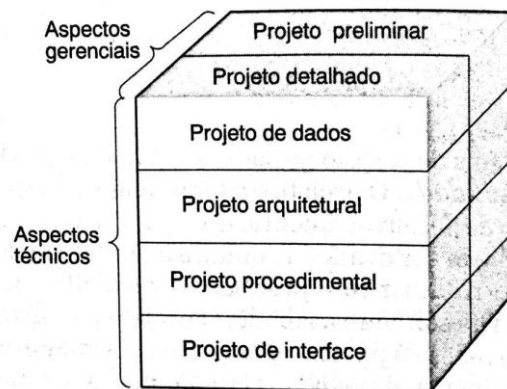 Aspectos
gerenciais
Projeto preliminar
Projeto detalhado
Projeto de dados
Projeto arquitetural
Aspectos
técnicos
Projeto procedimental
Projeto de interface